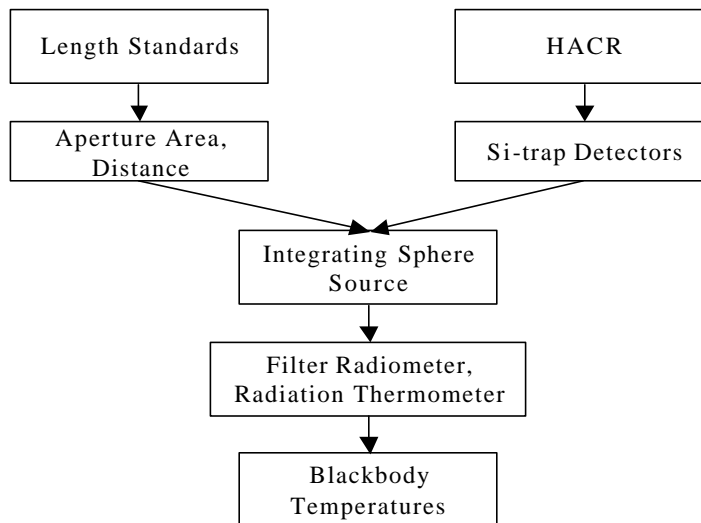 Length Standards
HACR
Aperture Area,
Distance
Si-trap Detectors
Integrating Sphere
Source
Filter Radiometer,
Radiation Thermometer
Blackbody
Temperatures